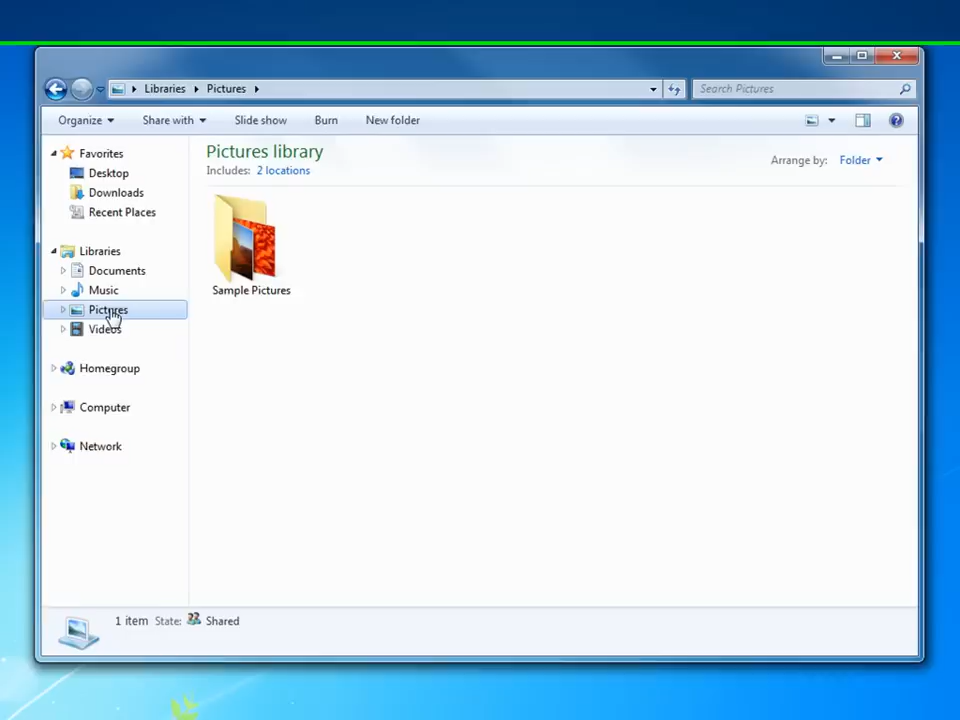 Libraries Pictures
Search Pictures
Organize Share with Slide show Burn New folder
Favorites
Desktop
Downloads
Recent Places
Libraries
Documents
Music
Pictures
Videos
Homegroup
Computer
Network
Pictures library
Includes: 2 locations
Arrange by: Folder
Sample Pictures
1 item State: Shared